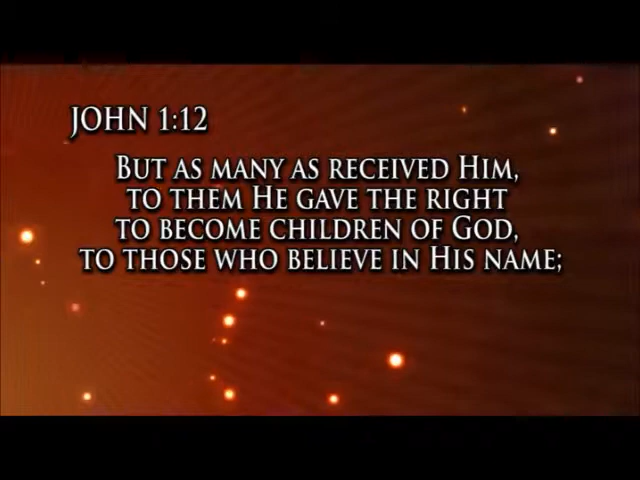 JOHN 1:12
BUT AS MANY AS RECEIVED HIM,
TO THEM HE GAVE THE RIGHT
TO BECOME CHILDREN OF GOD,
TO THOSE WHO BELIEVE IN HIS NAME;